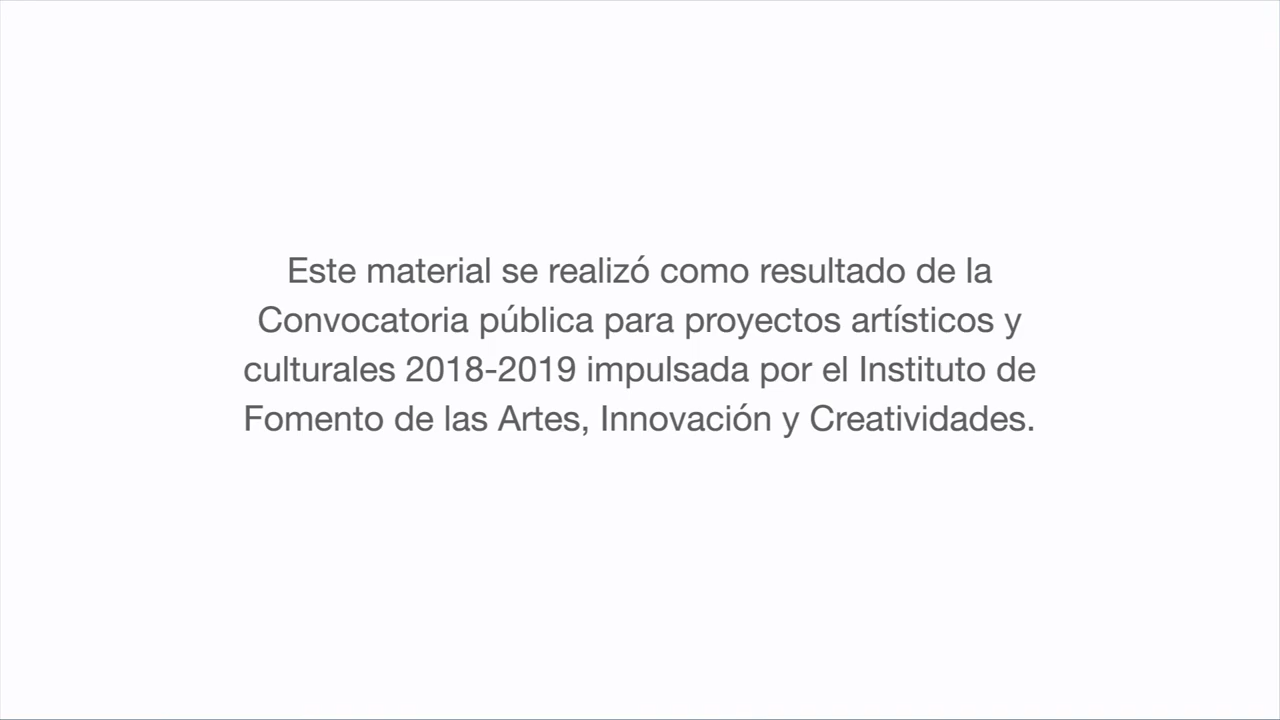 Este material se realizó como resultado de la
Convocatoria pública para proyectos artísticos y
culturales 2018-2019 impulsada por el Instituto de
Fomento de las Artes, Innovación y Creatividades.